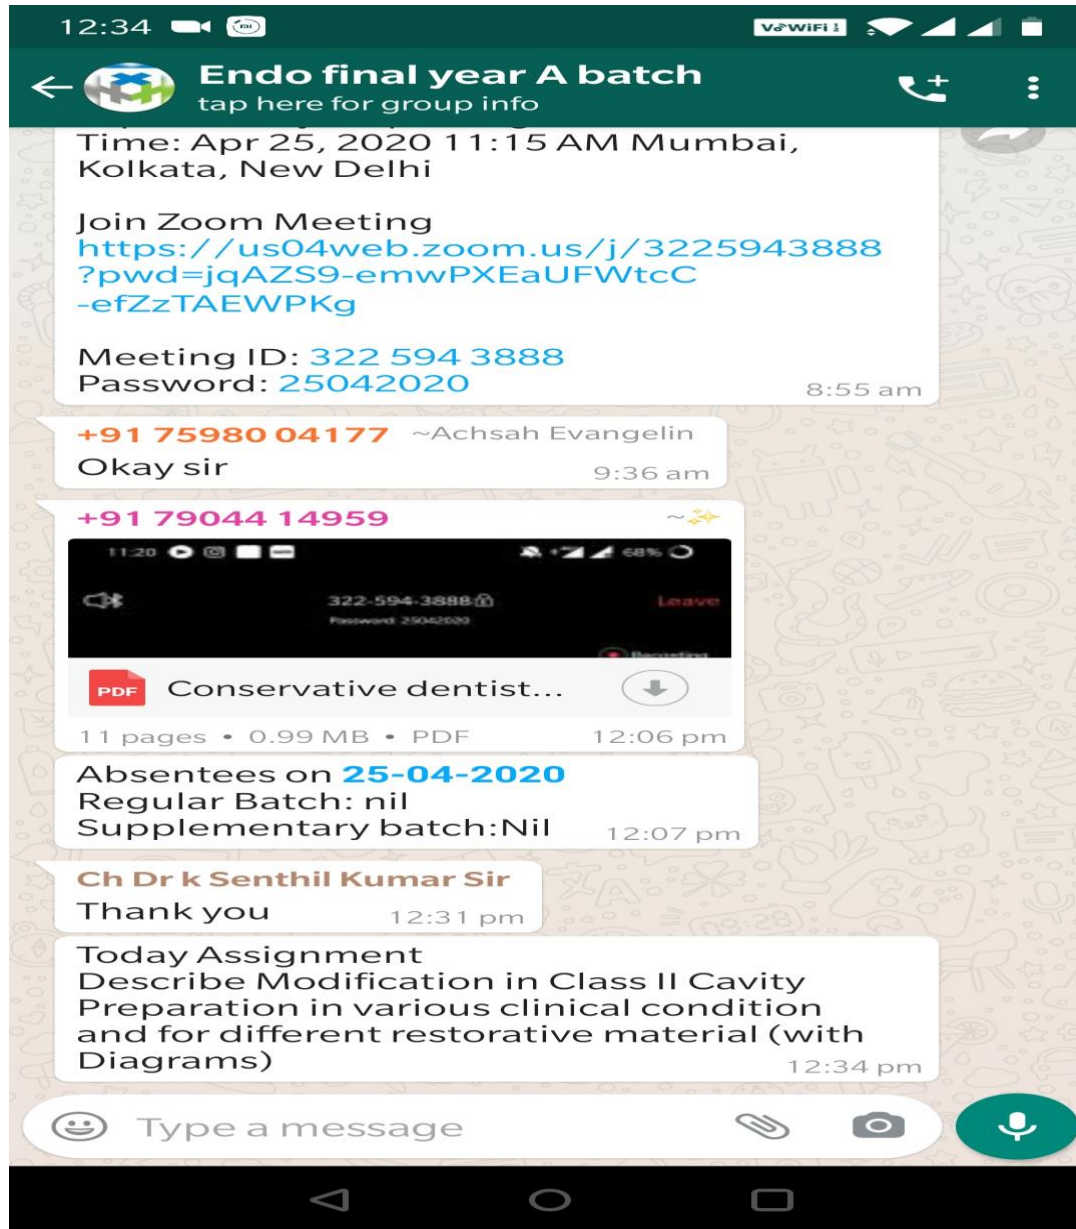 12:34
VoWiFi 1
Endo final year A batch
tap here for group info
Time: Apr 25, 2020 11:15 AM Mumbai,
Kolkata, New Delhi
Join Zoom Meeting
https://us04web.zoom.us/j/3225943888
?pwd=jqAZS9-emwPXEaUFWtcC
-efZzTAEWPKg
Meeting ID: 322 594 3888
Password: 25042020
8:55 am
+91 75980 04177 ~Achsah Evangelin
Okay sir
9:36 am
+91 79044 14959 ~✨
11:20 68%
322-594-3888 Leave
Password: 25042020
Recording
PDF Conservative dentist...
11 pages • 0.99 MB • PDF 12:06 pm
Absentees on 25-04-2020
Regular Batch: nil
Supplementary batch:Nil 12:07 pm
Ch Dr k Senthil Kumar Sir
Thank you 12:31 pm
Today Assignment
Describe Modification in Class II Cavity
Preparation in various clinical condition
and for different restorative material (with
Diagrams) 12:34 pm
Type a message